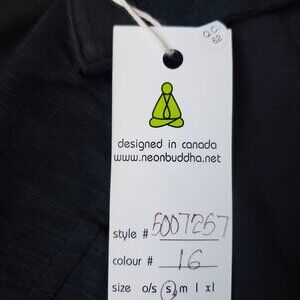 designed in canada
www.neonbuddha.net
style # 5007267
colour # 16
size o/s s m l xl